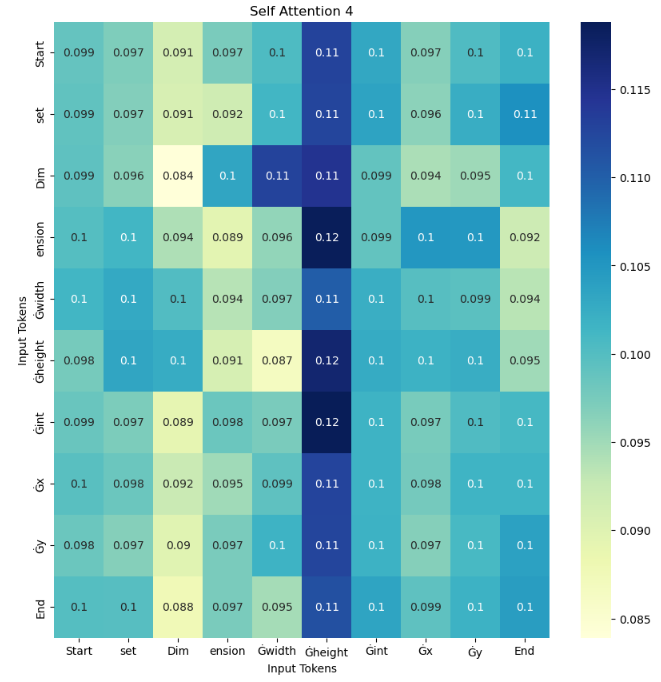 Self Attention 4
Start 0.099 0.097 0.091 0.097 0.1 0.11 0.1 0.097 0.1 0.1
set 0.099 0.097 0.091 0.092 0.1 0.11 0.1 0.096 0.1 0.11
Dim 0.099 0.096 0.084 0.1 0.11 0.11 0.099 0.094 0.095 0.1
ension 0.1 0.1 0.094 0.089 0.096 0.12 0.099 0.1 0.1 0.092
Ġwidth 0.1 0.1 0.1 0.094 0.097 0.11 0.1 0.1 0.099 0.094
Ġheight 0.098 0.1 0.1 0.091 0.087 0.12 0.1 0.1 0.1 0.095
Ġint 0.099 0.097 0.089 0.098 0.097 0.12 0.1 0.097 0.1 0.1
Ġx 0.1 0.098 0.092 0.095 0.099 0.11 0.1 0.098 0.1 0.1
Ġy 0.098 0.097 0.09 0.097 0.1 0.11 0.1 0.097 0.1 0.1
End 0.1 0.1 0.088 0.097 0.095 0.11 0.1 0.099 0.1 0.1
Start set Dim ension Ġwidth Ġheight Ġint Ġx Ġy End
Input Tokens
Input Tokens
0.115
0.110
0.105
0.100
0.095
0.090
0.085